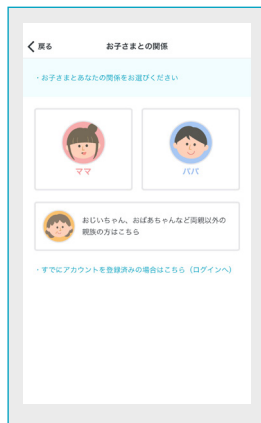 戻る
お子さまとの関係
・お子さまとあなたの関係をお選びください
ママ
パパ
おじいちゃん、おばあちゃんなど両親以外の
親族の方はこちら
・すでにアカウントを登録済みの場合はこちら（ログインへ）